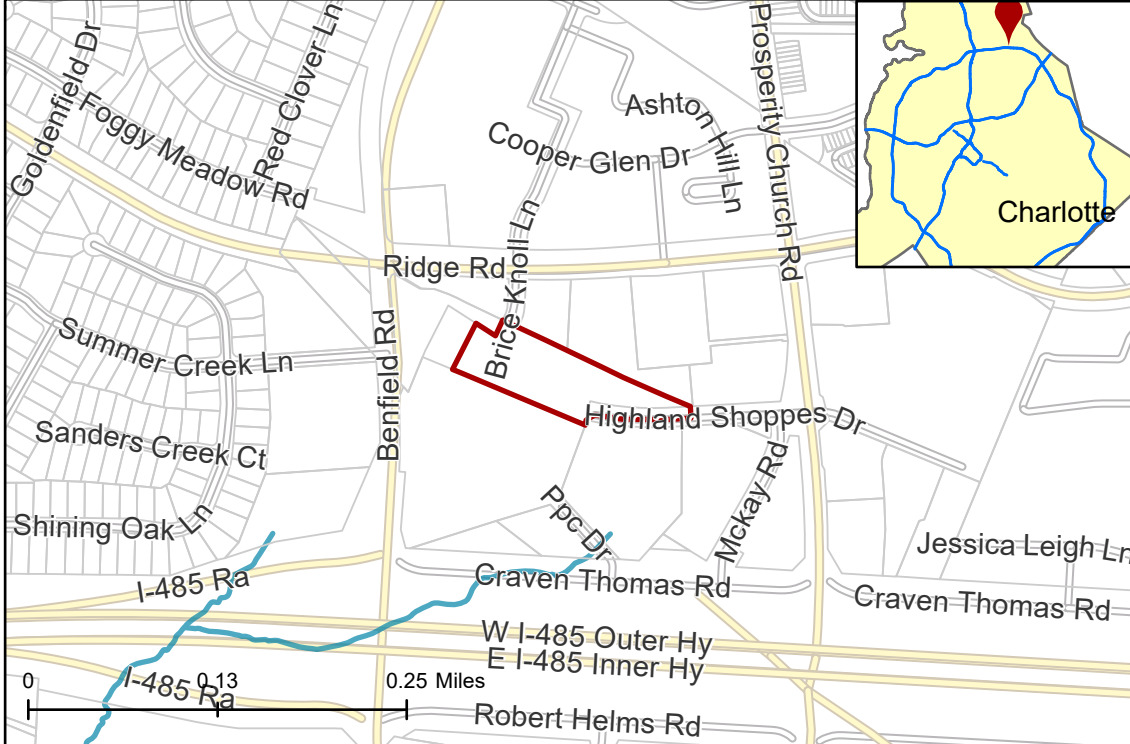 Goldenfield Dr
Red Clover Ln
Foggy Meadow Rd
Prosperity Church Rd
Ashton Hill Ln
Cooper Glen Dr
Charlotte
Ridge Rd
Brice Knoll Ln
Benfield Rd
Summer Creek Ln
Highland Shoppes Dr
Sanders Creek Ct
Mckay Rd
Ppc Dr
Shining Oak Ln
Jessica Leigh Ln
I-485 Ra
Craven Thomas Rd
Craven Thomas Rd
W I-485 Outer Hy
E I-485 Inner Hy
I-485 Ra
0 0.13 0.25 Miles
Robert Helms Rd